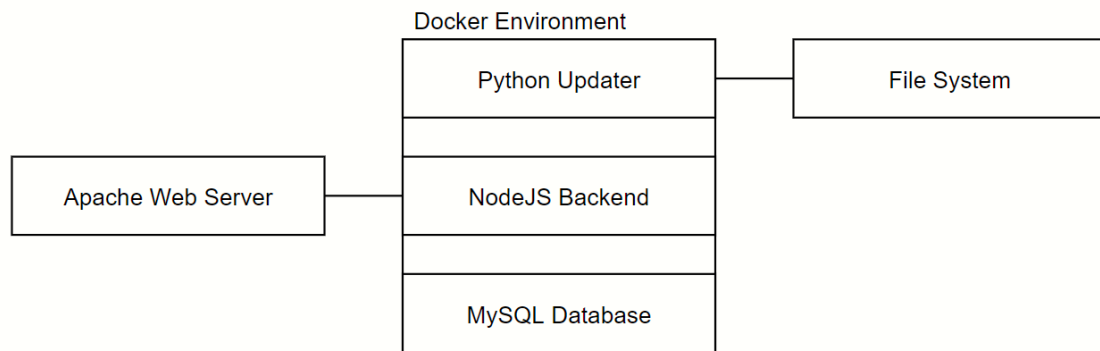 Docker Environment
Python Updater
File System
Apache Web Server
NodeJS Backend
MySQL Database